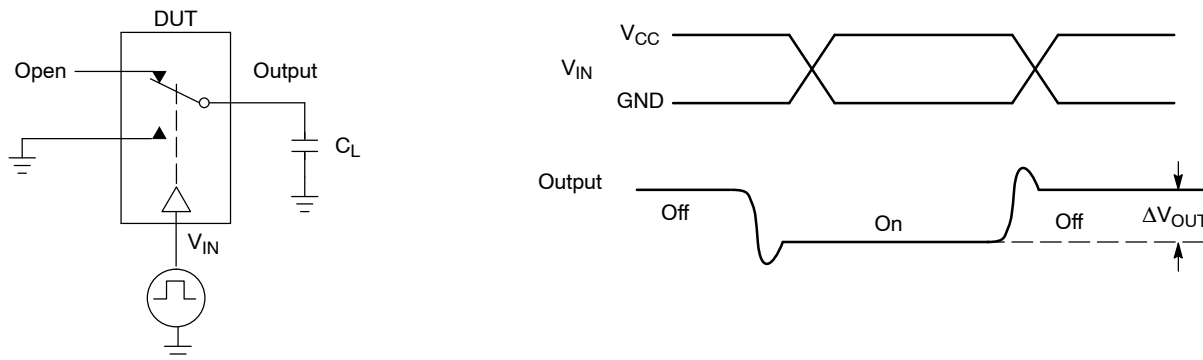 DUT
Open
Output
C_L
V_IN
V_CC
V_IN
GND
Output
Off
On
Off
ΔV_OUT